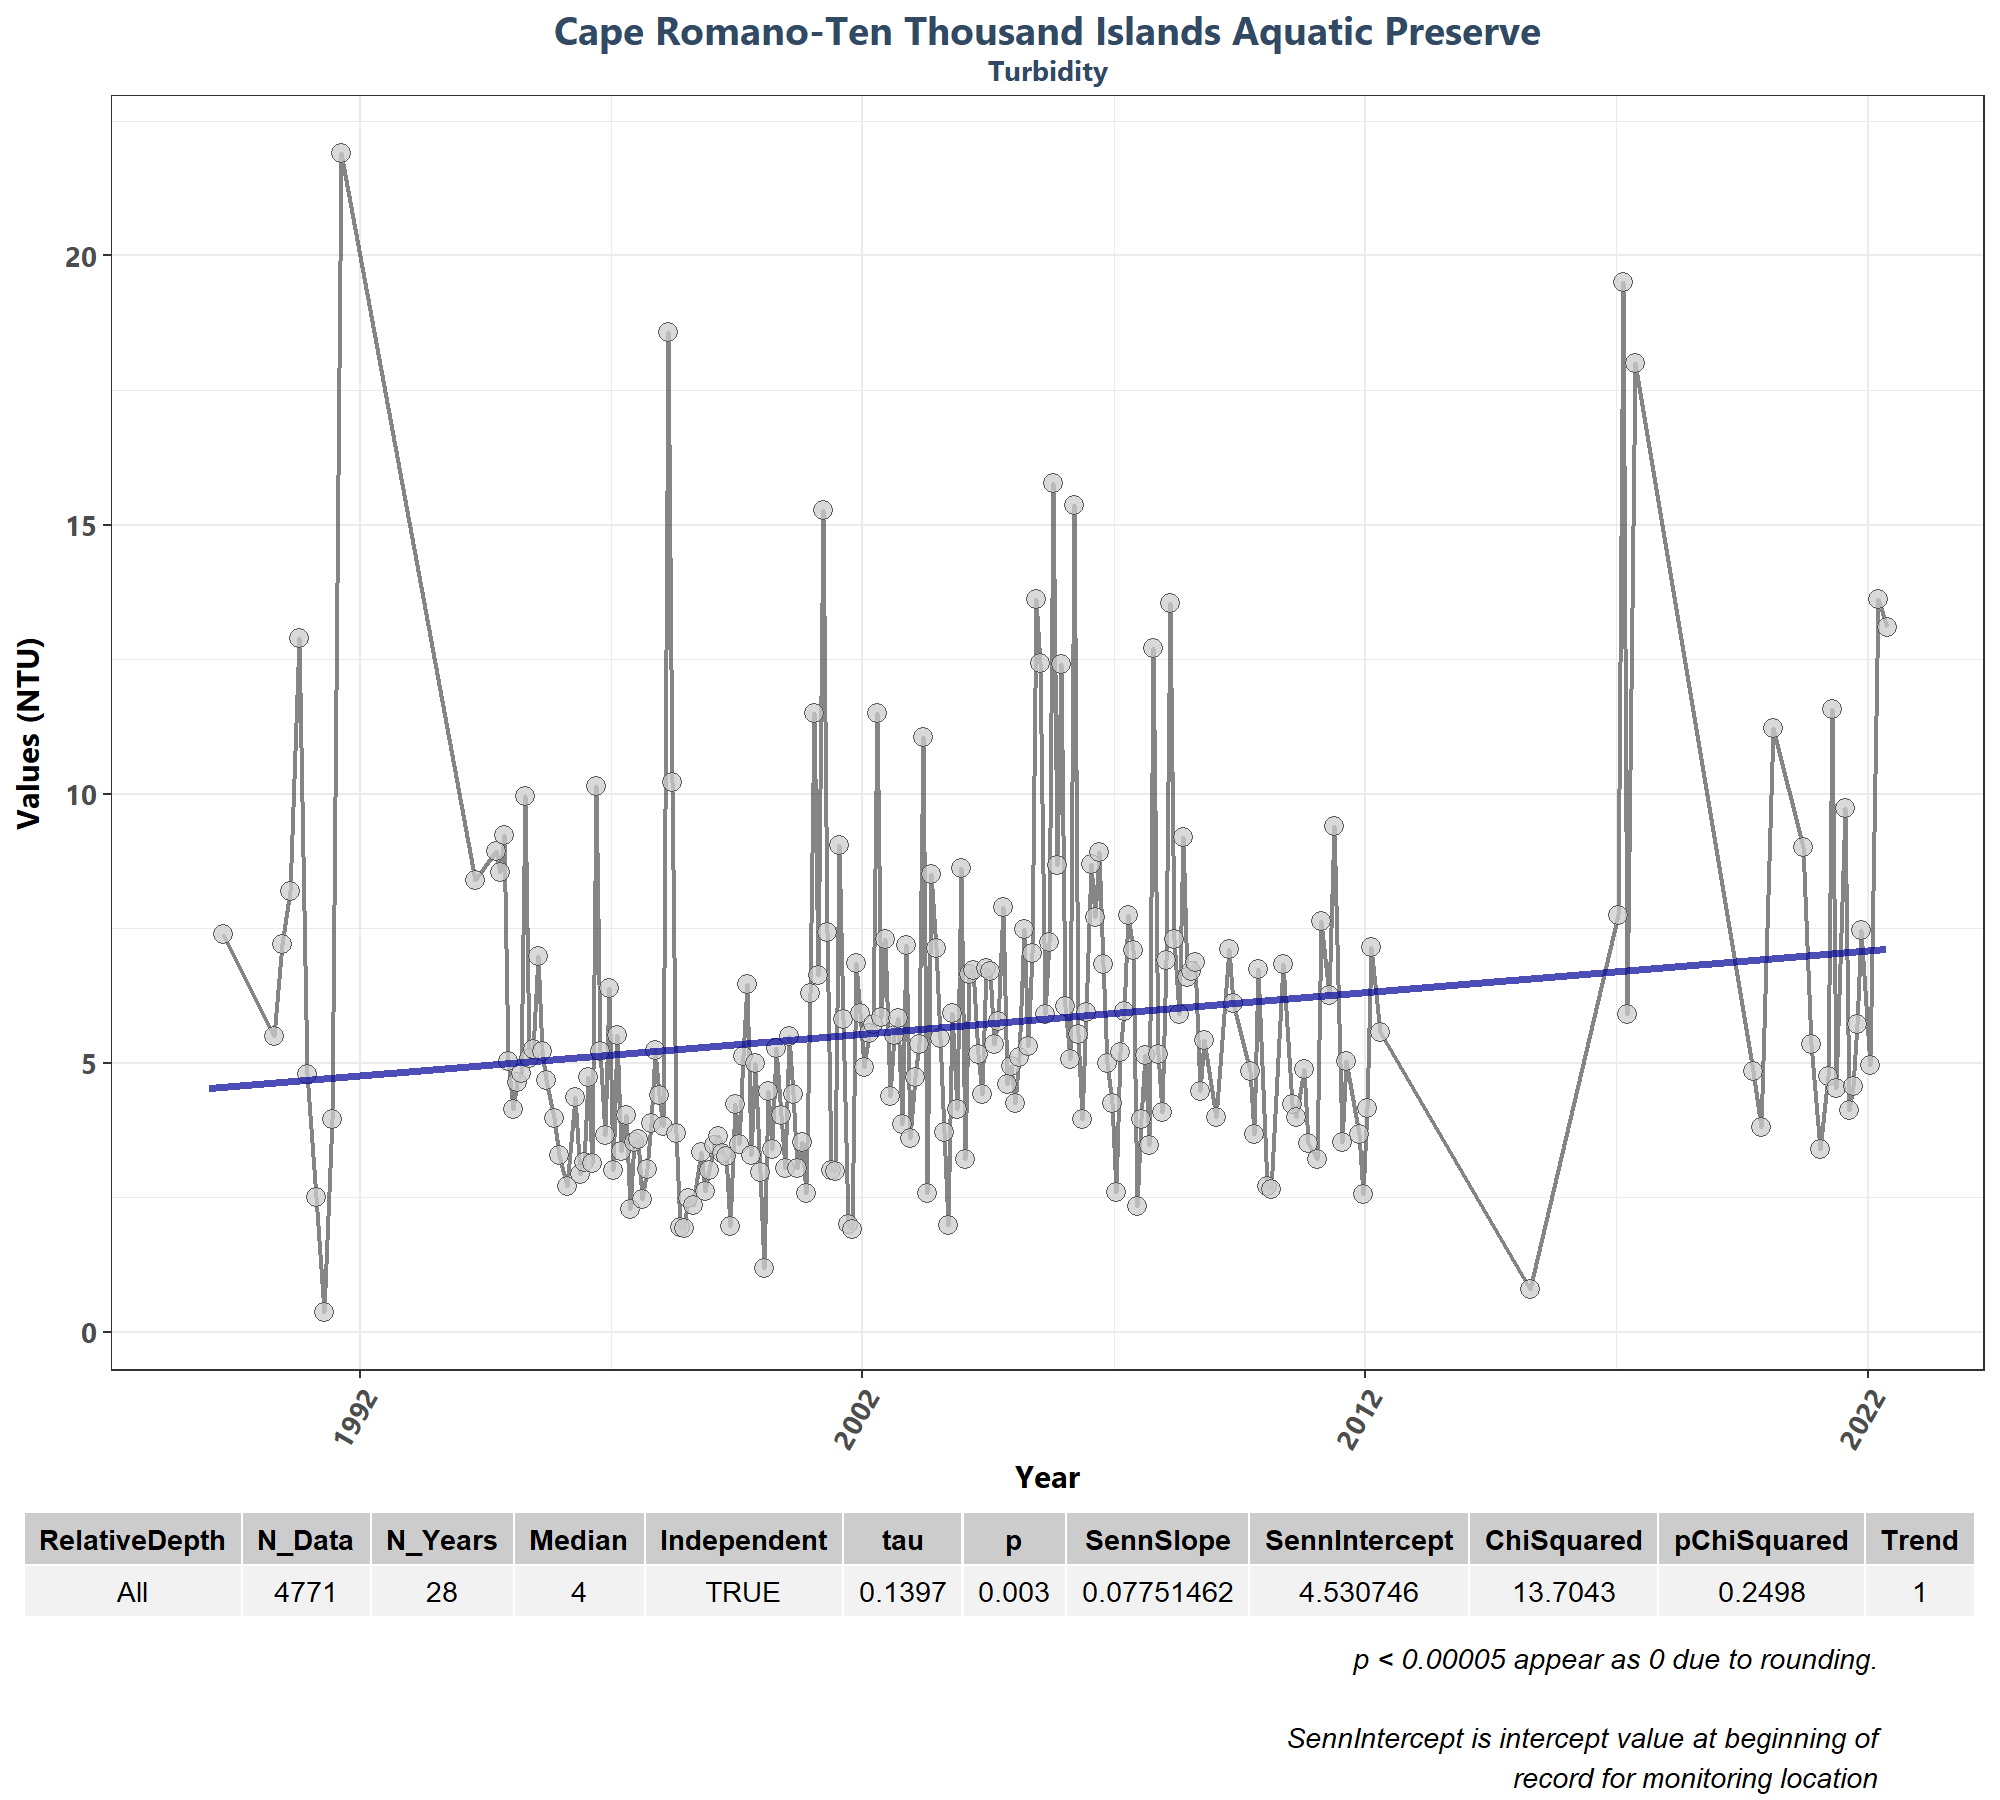 Cape Romano-Ten Thousand Islands Aquatic Preserve
Turbidity
Values (NTU)
20
15
10
5
0
1992
2002
2012
2022
Year
RelativeDepth N_Data N_Years Median Independent tau p SennSlope SennIntercept ChiSquared pChiSquared Trend
All 4771 28 4 TRUE 0.1397 0.003 0.07751462 4.530746 13.7043 0.2498 1
p < 0.00005 appear as 0 due to rounding.
SennIntercept is intercept value at beginning of
record for monitoring location